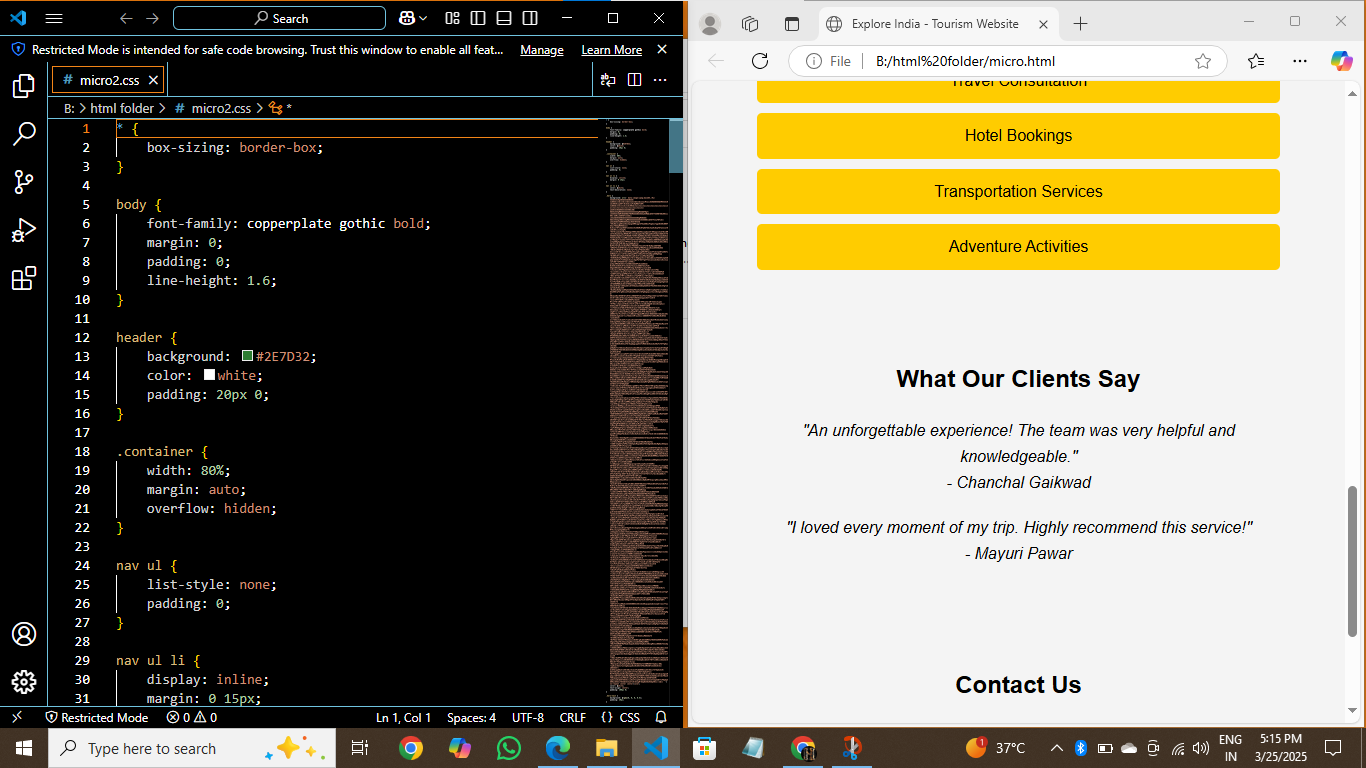 Search
Restricted Mode is intended for safe code browsing. Trust this window to enable all feat... Manage Learn More
micro2.css
B: > html folder > # micro2.css > *
1 * {
2 box-sizing: border-box;
3 }
4
5 body {
6 font-family: copperplate gothic bold;
7 margin: 0;
8 padding: 0;
9 line-height: 1.6;
10 }
11
12 header {
13 background: #2E7D32;
14 color: white;
15 padding: 20px 0;
16 }
17
18 .container {
19 width: 80%;
20 margin: auto;
21 overflow: hidden;
22 }
23
24 nav ul {
25 list-style: none;
26 padding: 0;
27 }
28
29 nav ul li {
30 display: inline;
31 margin: 0 15px;
Restricted Mode 0 0 Ln 1, Col 1 Spaces: 4 UTF-8 CRLF {} CSS
Explore India - Tourism Website
File B:/html%20folder/micro.html
Travel Consultation
Hotel Bookings
Transportation Services
Adventure Activities
What Our Clients Say
"An unforgettable experience! The team was very helpful and
knowledgeable."
- Chanchal Gaikwad
"I loved every moment of my trip. Highly recommend this service!"
- Mayuri Pawar
Contact Us
Type here to search
1
37°C
ENG
IN
5:15 PM
3/25/2025